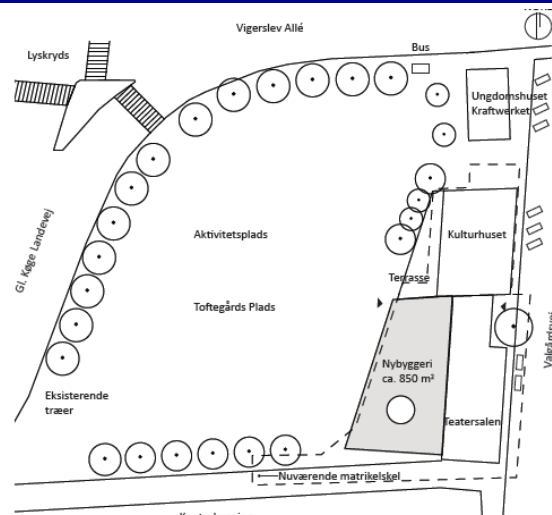 Vigerslev Allé
Lyskryds
Bus
Ungdomshuset
Kraftwerket
Gl. Køge Landevej
Aktivitetsplads
Kulturhuset
Terrasse
Toftegårds Plads
Nybyggeri
ca. 850 m²
Eksisterende
træer
Teatersalen
Nuværende matrikelskel